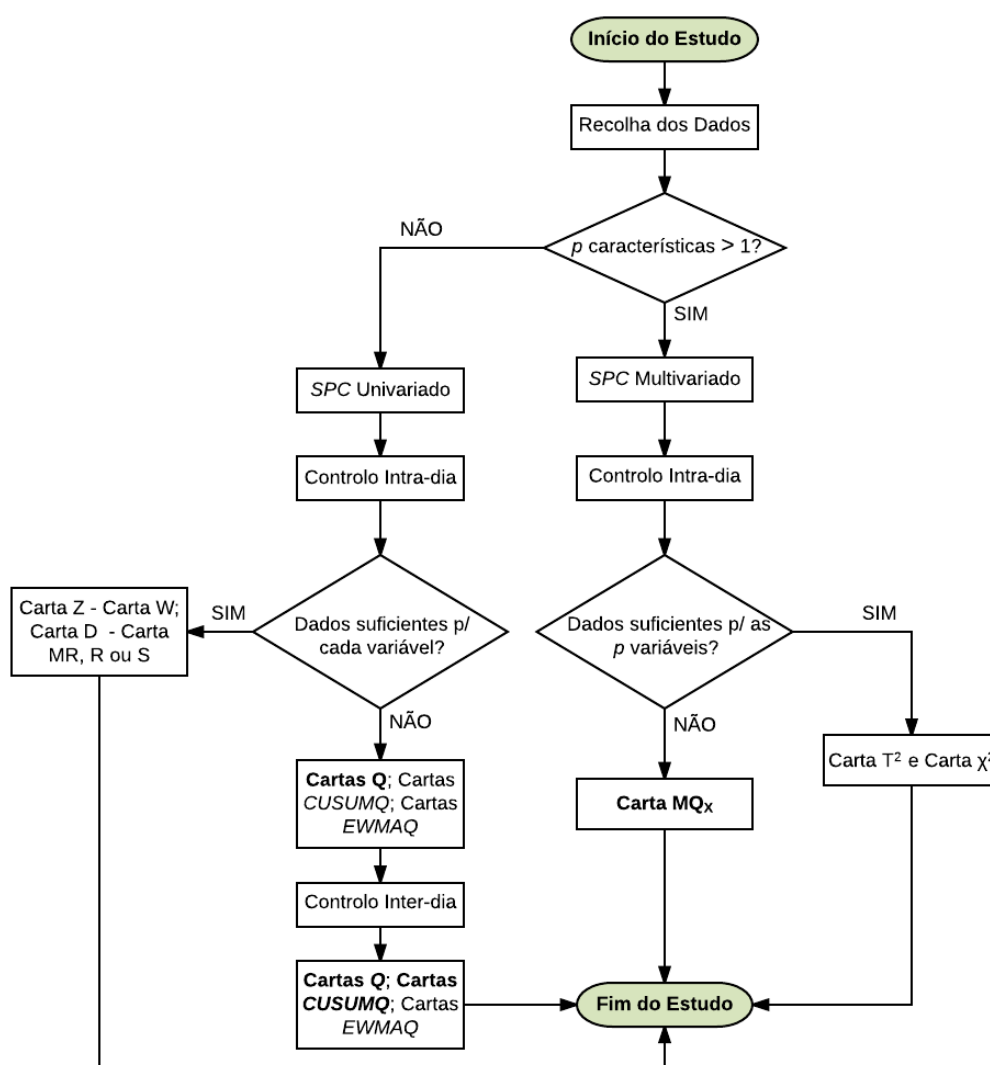 Início do Estudo
Recolha dos Dados
p características > 1?
NÃO
SIM
SPC Univariado
SPC Multivariado
Controlo Intra-dia
Controlo Intra-dia
Carta Z - Carta W;
Carta D - Carta
MR, R ou S
SIM
Dados suficientes p/
cada variável?
Dados suficientes p/ as
p variáveis?
SIM
NÃO
NÃO
Cartas Q; Cartas
CUSUMQ; Cartas
EWMAQ
Carta MQₓ
Carta T² e Carta χ²
Controlo Inter-dia
Cartas Q; Cartas
CUSUMQ; Cartas
EWMAQ
Fim do Estudo